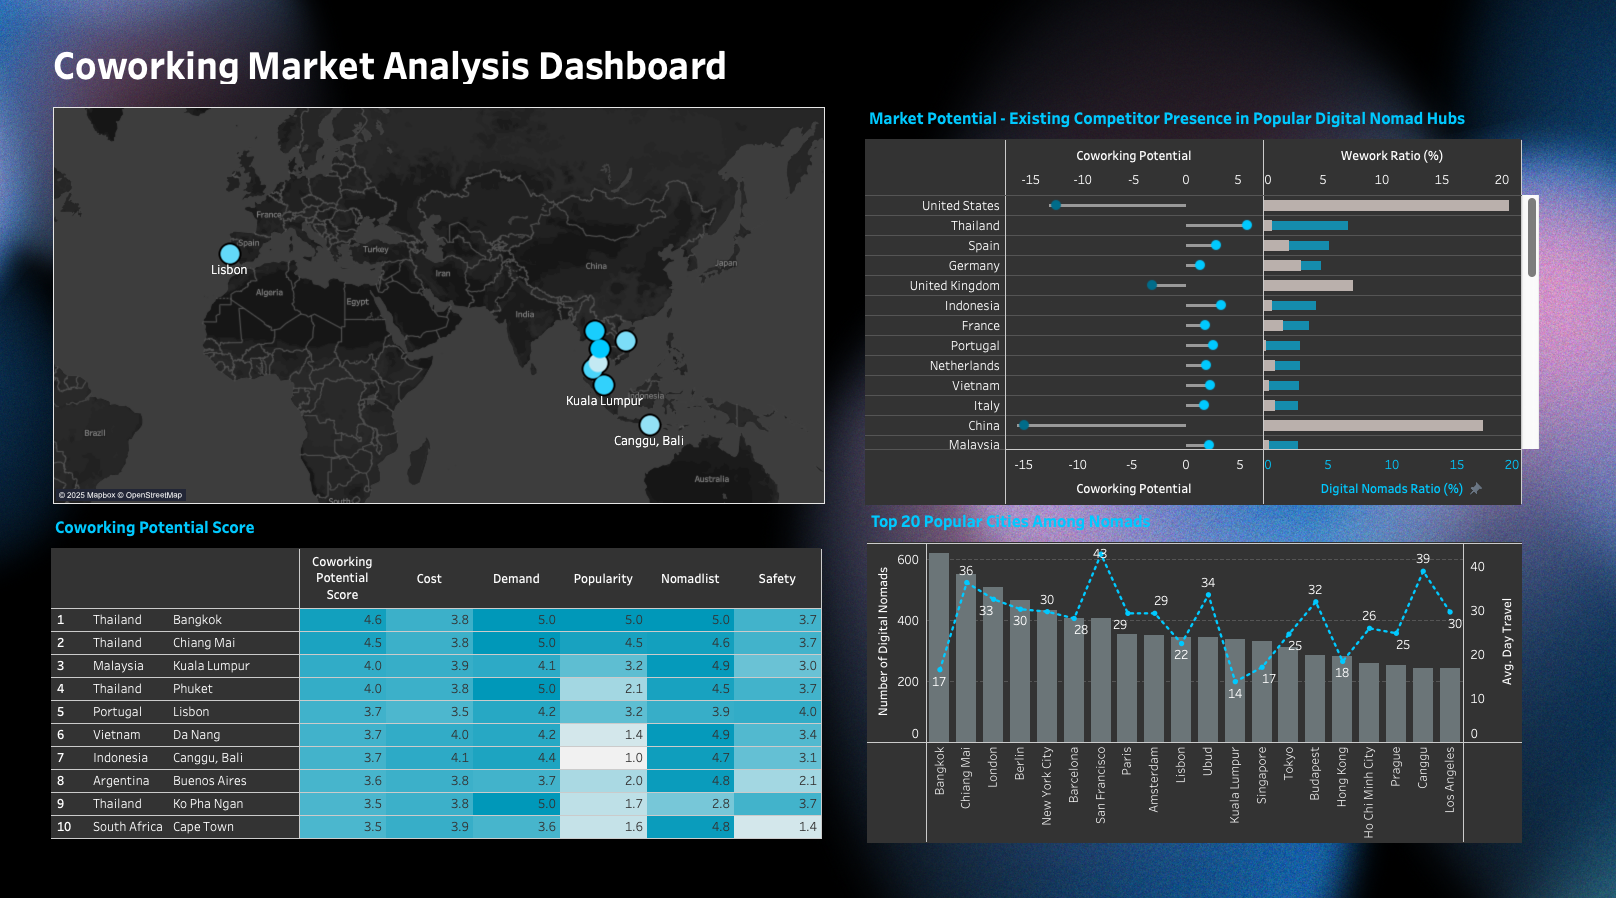 Coworking Market Analysis Dashboard
France
Spain
Turkey
Lisbon
Iran
China
Japan
Algeria
Egypt
India
Indonesia
Kuala Lumpur
Brazil
Canggu, Bali
Australia
South
© 2025 Mapbox © OpenStreetMap
Market Potential - Existing Competitor Presence in Popular Digital Nomad Hubs
Coworking Potential Wework Ratio (%)
-15 -10 -5 0 5 0 5 10 15 20
United States
Thailand
Spain
Germany
United Kingdom
Indonesia
France
Portugal
Netherlands
Vietnam
Italy
China
Malaysia
-15 -10 -5 0 5 0 5 10 15 20
Coworking Potential Digital Nomads Ratio (%)
Coworking Potential Score
Coworking Potential Score Cost Demand Popularity Nomadlist Safety
1 Thailand Bangkok 4.6 3.8 5.0 5.0 5.0 3.7
2 Thailand Chiang Mai 4.5 3.8 5.0 4.5 4.6 3.7
3 Malaysia Kuala Lumpur 4.0 3.9 4.1 3.2 4.9 3.0
4 Thailand Phuket 4.0 3.8 5.0 2.1 4.5 3.7
5 Portugal Lisbon 3.7 3.5 4.2 3.2 3.9 4.0
6 Vietnam Da Nang 3.7 4.0 4.2 1.4 4.9 3.4
7 Indonesia Canggu, Bali 3.7 4.1 4.4 1.0 4.7 3.1
8 Argentina Buenos Aires 3.6 3.8 3.7 2.0 4.8 2.1
9 Thailand Ko Pha Ngan 3.5 3.8 5.0 1.7 2.8 3.7
10 South Africa Cape Town 3.5 3.9 3.6 1.6 4.8 1.4
Top 20 Popular Cities Among Nomads
Number of Digital Nomads
600
400
200
0
17 36 33 30 30 28 43 29 29 22 34 14 17 25 32 18 26 25 39 30
40
30
20
10
0
Avg. Day Travel
Bangkok
Chiang Mai
London
Berlin
New York City
Barcelona
San Francisco
Paris
Amsterdam
Lisbon
Ubud
Kuala Lumpur
Singapore
Tokyo
Budapest
Hong Kong
Ho Chi Minh City
Prague
Canggu
Los Angeles